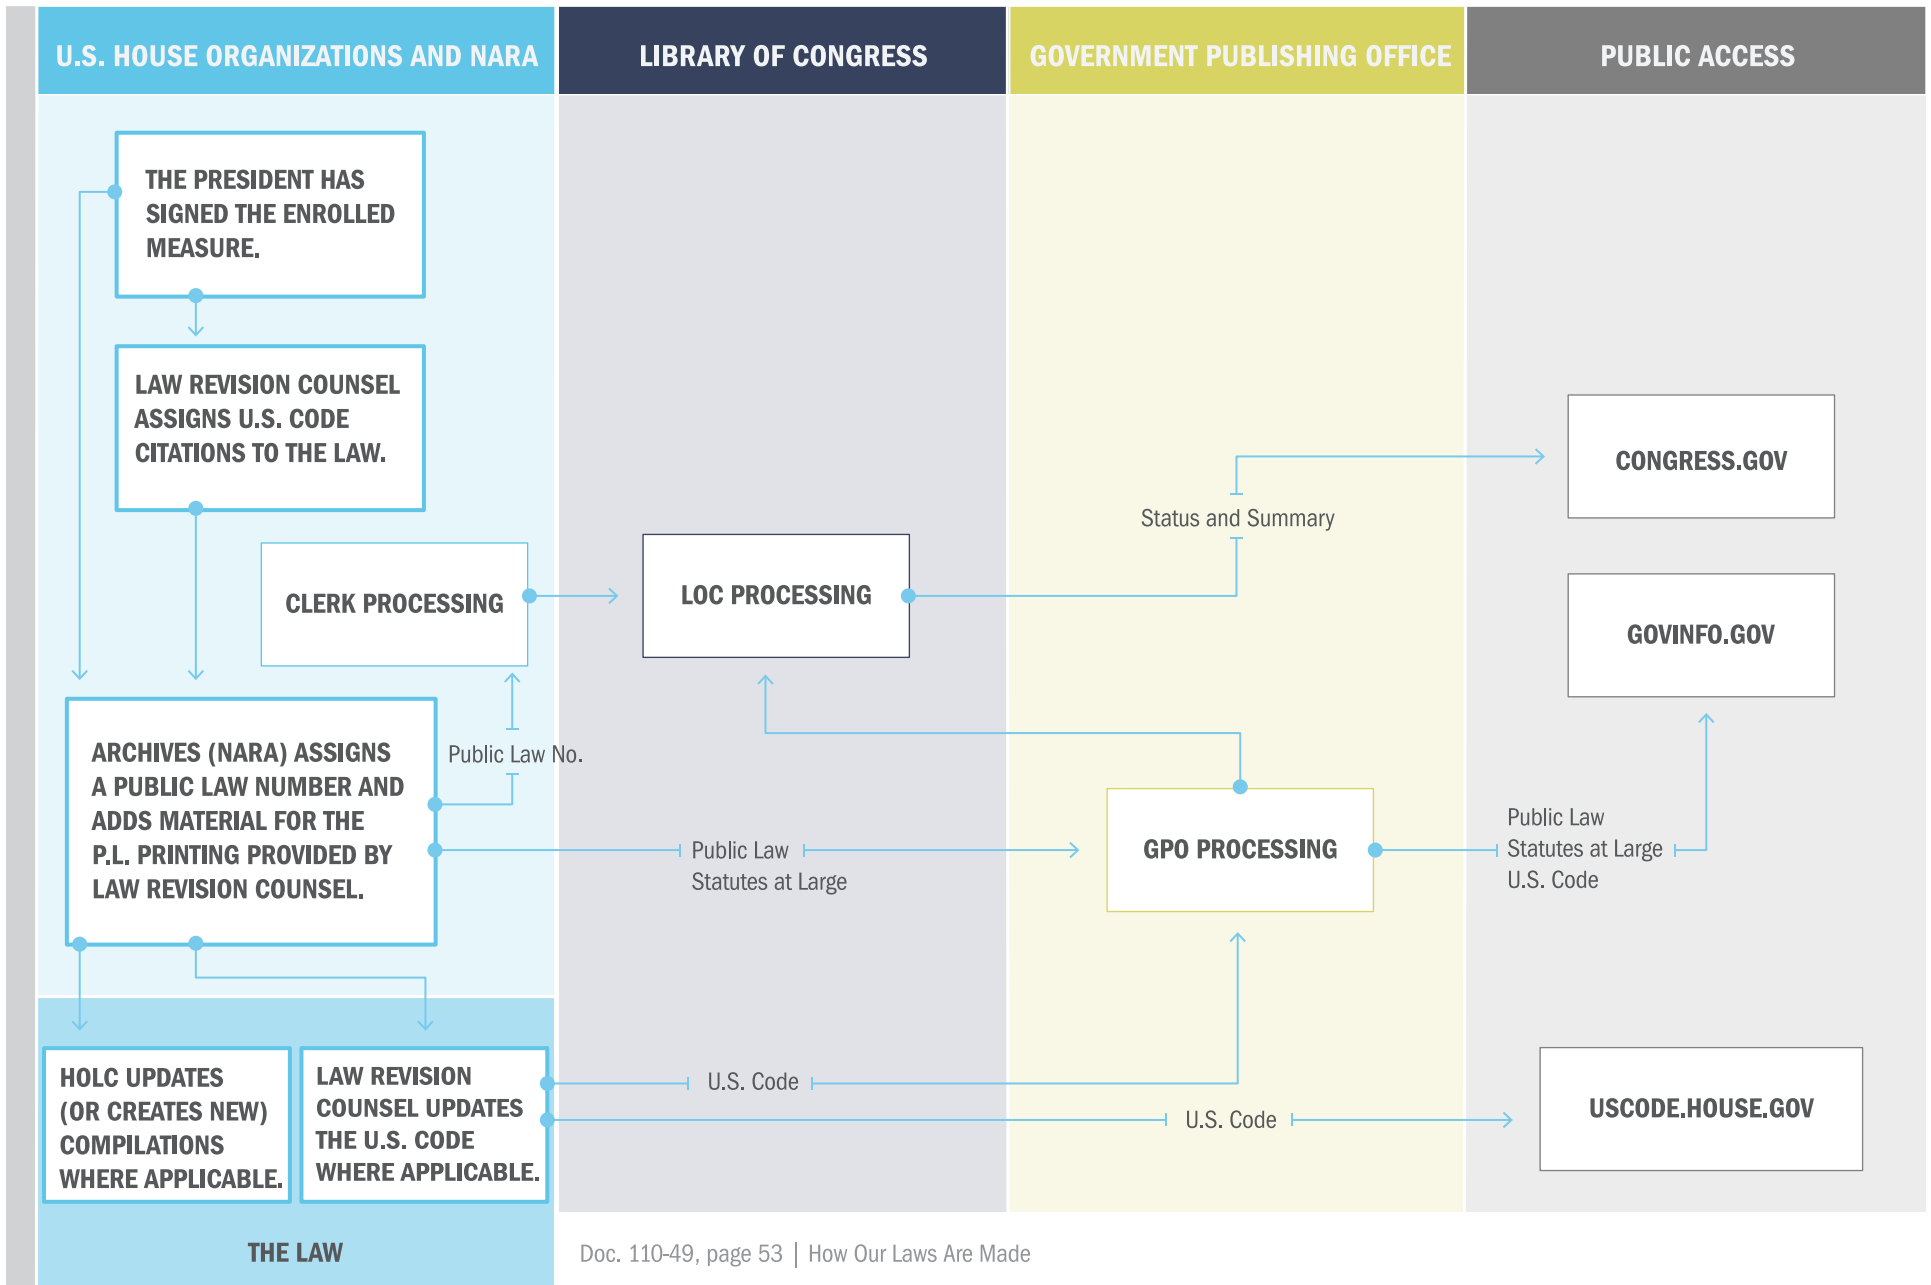 U.S. HOUSE ORGANIZATIONS AND NARA
LIBRARY OF CONGRESS
GOVERNMENT PUBLISHING OFFICE
PUBLIC ACCESS
THE PRESIDENT HAS
SIGNED THE ENROLLED
MEASURE.
LAW REVISION COUNSEL
ASSIGNS U.S. CODE
CITATIONS TO THE LAW.
CLERK PROCESSING
LOC PROCESSING
Status and Summary
CONGRESS.GOV
GOVINFO.GOV
ARCHIVES (NARA) ASSIGNS
A PUBLIC LAW NUMBER AND
ADDS MATERIAL FOR THE
P.L. PRINTING PROVIDED BY
LAW REVISION COUNSEL.
Public Law No.
Public Law
Statutes at Large
GPO PROCESSING
Public Law
Statutes at Large
U.S. Code
HOLC UPDATES
(OR CREATES NEW)
COMPILATIONS
WHERE APPLICABLE.
LAW REVISION
COUNSEL UPDATES
THE U.S. CODE
WHERE APPLICABLE.
U.S. Code
U.S. Code
USCODE.HOUSE.GOV
THE LAW
Doc. 110-49, page 53 | How Our Laws Are Made